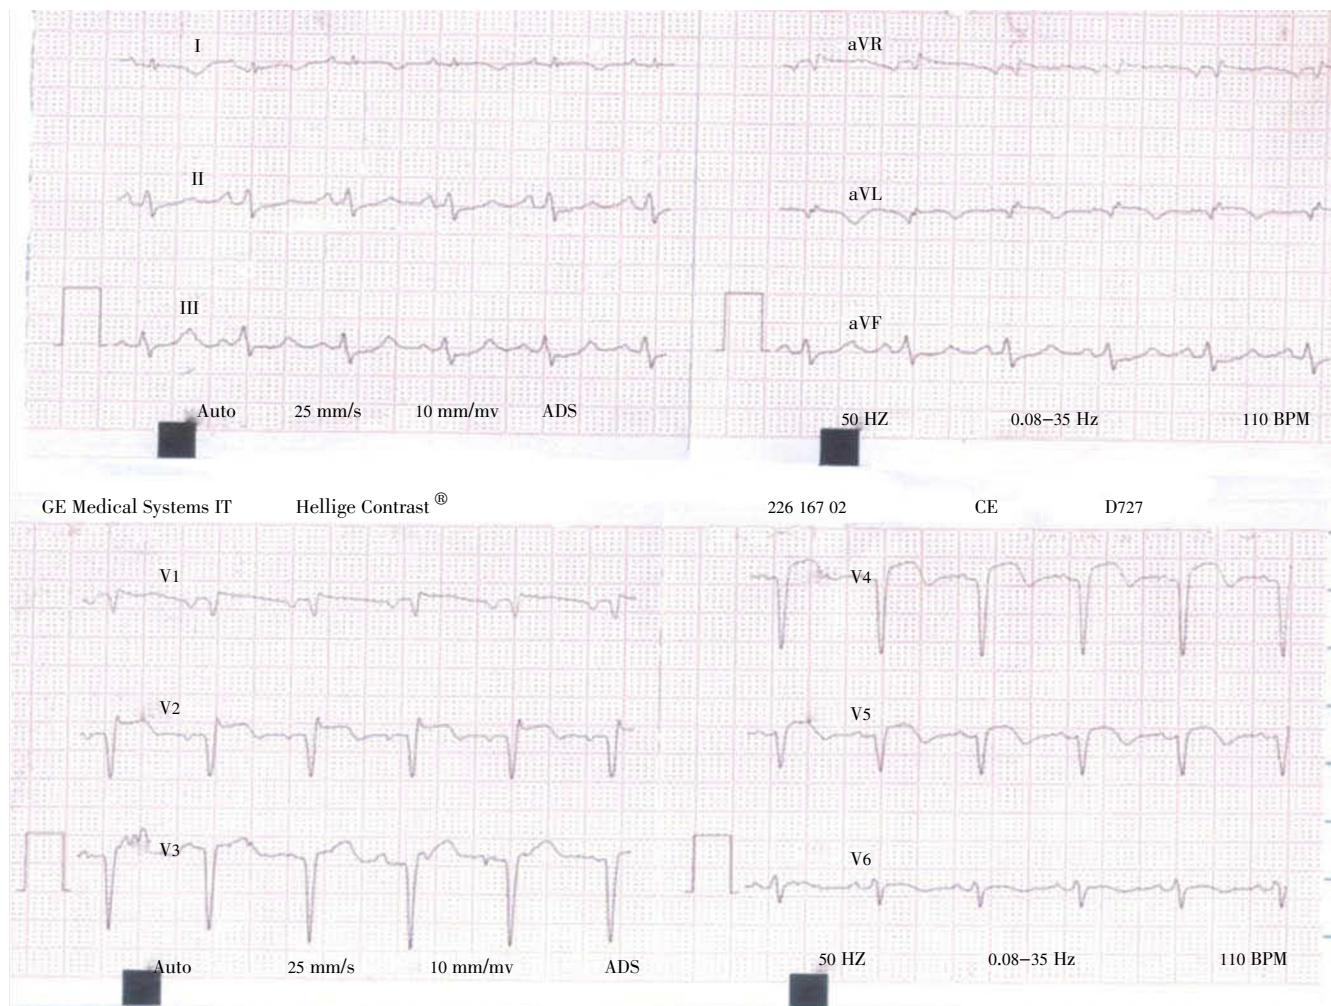 I
aVR
II
aVL
III
aVF
Auto 25 mm/s 10 mm/mv ADS
50 HZ 0.08–35 Hz 110 BPM
GE Medical Systems IT Hellige Contrast ®
226 167 02 CE D727
V1
V4
V2
V5
V3
V6
Auto 25 mm/s 10 mm/mv ADS
50 HZ 0.08–35 Hz 110 BPM